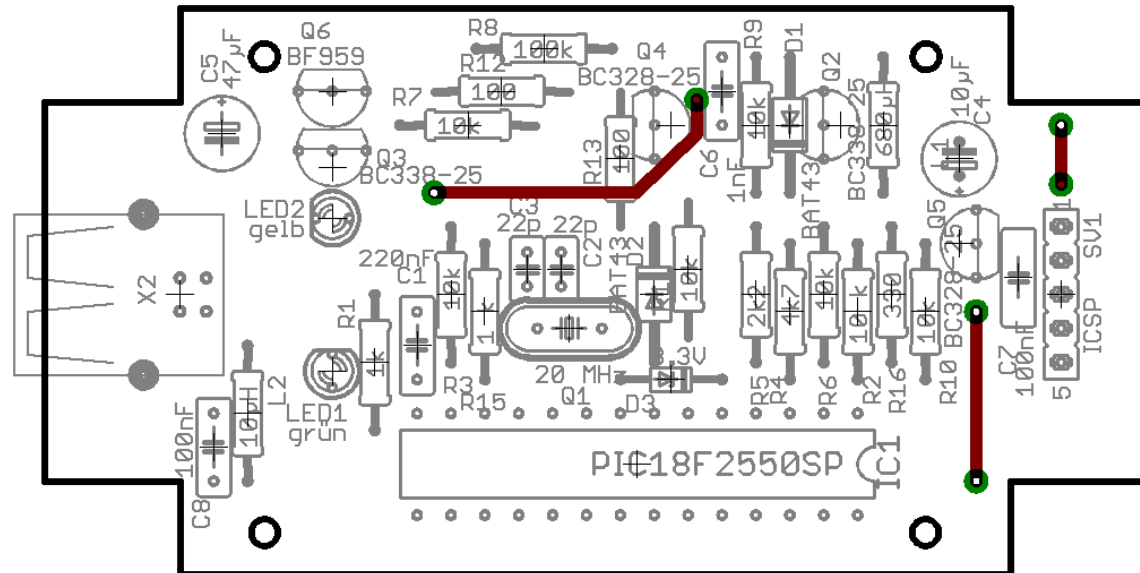 Q6
BF959
C5
47µF
R8
100k
R12
100
R7
10k
Q4
BC328-25
R9
10k
D1
Q2
BC338-25
680µH
L1
10µF
C4
Q3
BC338-25
R13
100
C6
1nF
BAT43
LED2
gelb
C3
22p
22p
C2
BAT43
D2
10k
Q5
BC328-25
1
SV1
ICSP
5
X2
220nF
C1
R1
1k
10k
1k
R3
R15
20 MHz
Q1
3.3V
D3
2k2
4k7
10k
10k
330
10k
R5
R4
R6
R2
R16
R10
C7
100nF
LED1
grün
L2
10µH
100nF
C8
PIC18F2550SP
IC1